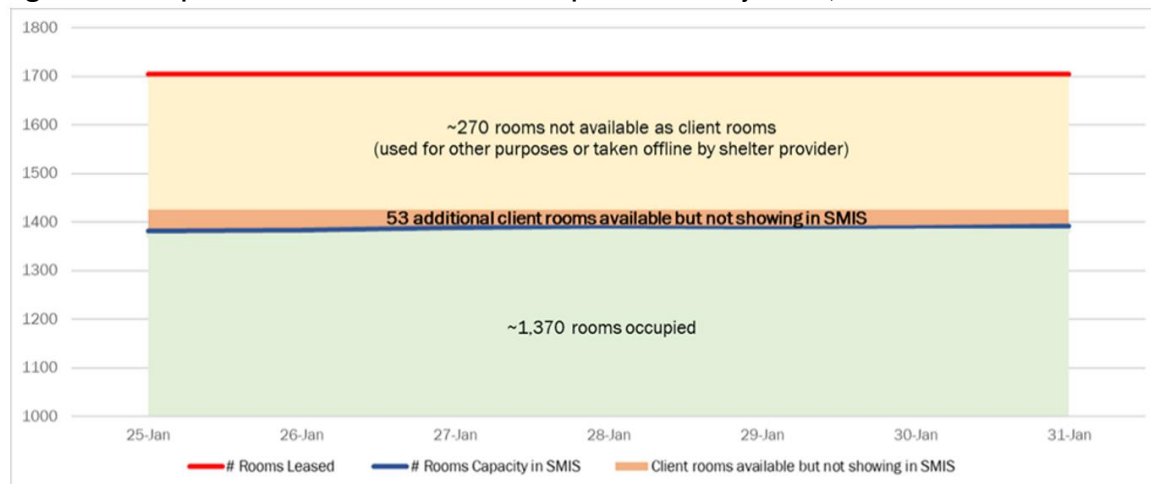 1800
1700
1600
1500
1400
1300
1200
1100
1000
~270 rooms not available as client rooms
(used for other purposes or taken offline by shelter provider)
53 additional client rooms available but not showing in SMIS
~1,370 rooms occupied
25-Jan 26-Jan 27-Jan 28-Jan 29-Jan 30-Jan 31-Jan
# Rooms Leased # Rooms Capacity in SMIS Client rooms available but not showing in SMIS